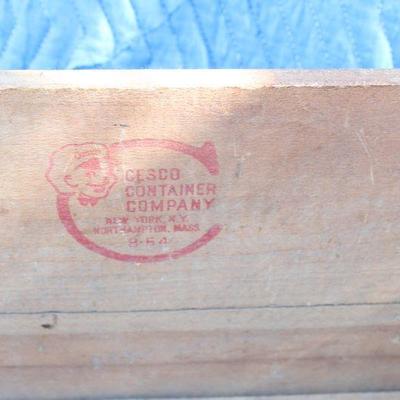 CESCO
CONTAINER
COMPANY
NEW YORK, N.Y.
NORTHAMPTON, MASS.
8-64